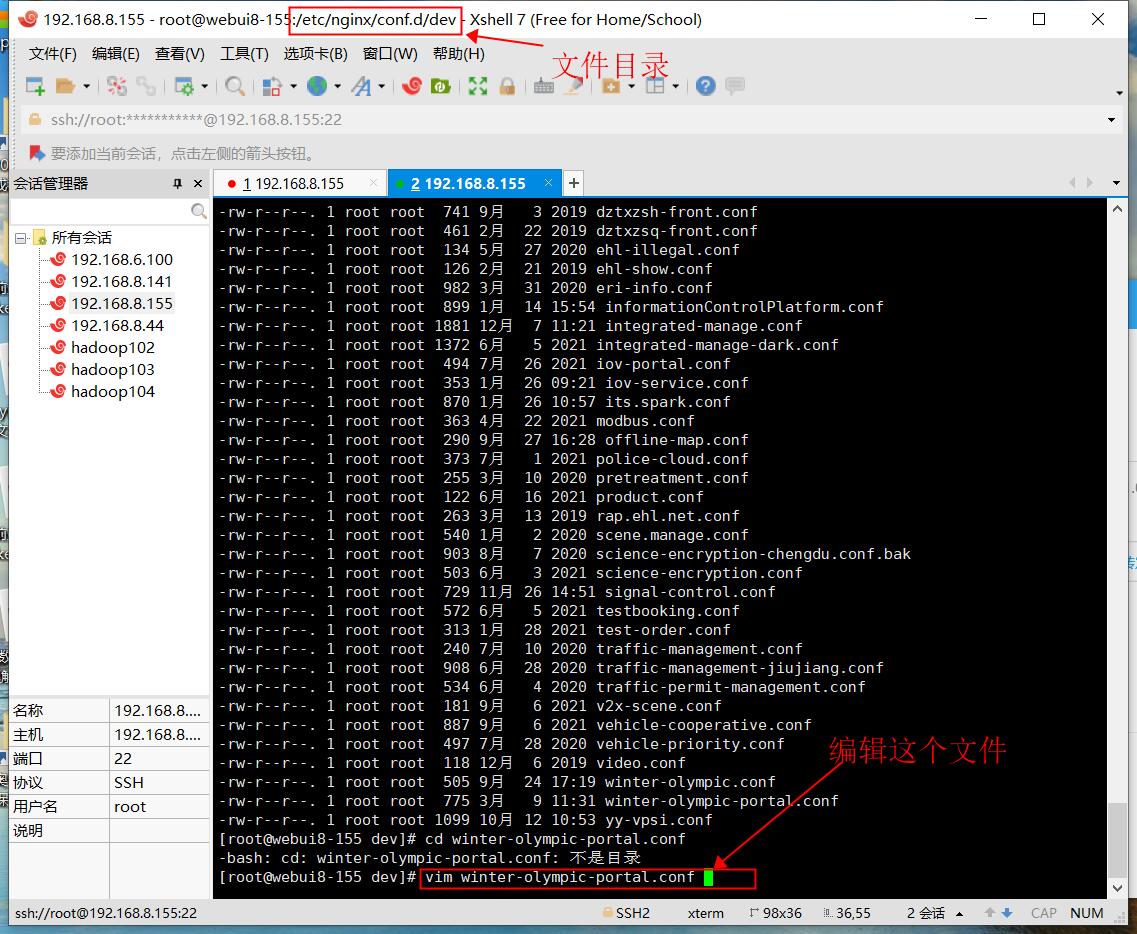 192.168.8.155 - root@webui8-155:/etc/nginx/conf.d/dev - Xshell 7 (Free for Home/School)
文件(F) 编辑(E) 查看(V) 工具(T) 选项卡(B) 窗口(W) 帮助(H)
文件目录
ssh://root:***********@192.168.8.155:22
要添加当前会话，点击左侧的箭头按钮。
会话管理器
1 192.168.8.155
2 192.168.8.155
所有会话
192.168.6.100
192.168.8.141
192.168.8.155
192.168.8.44
hadoop102
hadoop103
hadoop104
名称 192.168.8....
主机 192.168.8....
端口 22
协议 SSH
用户名 root
说明
-rw-r--r--. 1 root root  741 9月   3 2019 dztxzsh-front.conf
-rw-r--r--. 1 root root  461 2月  22 2019 dztxzsq-front.conf
-rw-r--r--. 1 root root  134 5月  27 2020 ehl-illegal.conf
-rw-r--r--. 1 root root  126 2月  21 2019 ehl-show.conf
-rw-r--r--. 1 root root  982 3月  31 2020 eri-info.conf
-rw-r--r--. 1 root root  899 1月  14 15:54 informationControlPlatform.conf
-rw-r--r--. 1 root root 1881 12月  7 11:21 integrated-manage.conf
-rw-r--r--. 1 root root 1372 6月   5 2021 integrated-manage-dark.conf
-rw-r--r--. 1 root root  494 7月  26 2021 iov-portal.conf
-rw-r--r--. 1 root root  353 1月  26 09:21 iov-service.conf
-rw-r--r--. 1 root root  870 1月  26 10:57 its.spark.conf
-rw-r--r--. 1 root root  363 4月  22 2021 modbus.conf
-rw-r--r--. 1 root root  290 9月  27 16:28 offline-map.conf
-rw-r--r--. 1 root root  373 7月   1 2021 police-cloud.conf
-rw-r--r--. 1 root root  255 3月  10 2020 pretreatment.conf
-rw-r--r--. 1 root root  122 6月  16 2021 product.conf
-rw-r--r--. 1 root root  263 3月  13 2019 rap.ehl.net.conf
-rw-r--r--. 1 root root  540 1月   2 2020 scene.manage.conf
-rw-r--r--. 1 root root  903 8月   7 2020 science-encryption-chengdu.conf.bak
-rw-r--r--. 1 root root  503 6月   3 2021 science-encryption.conf
-rw-r--r--. 1 root root  729 11月 26 14:51 signal-control.conf
-rw-r--r--. 1 root root  572 6月   5 2021 testbooking.conf
-rw-r--r--. 1 root root  313 1月  28 2021 test-order.conf
-rw-r--r--. 1 root root  240 7月  10 2020 traffic-management.conf
-rw-r--r--. 1 root root  908 6月  28 2020 traffic-management-jiujiang.conf
-rw-r--r--. 1 root root  534 6月   4 2020 traffic-permit-management.conf
-rw-r--r--. 1 root root  181 9月   6 2021 v2x-scene.conf
-rw-r--r--. 1 root root  887 9月   6 2021 vehicle-cooperative.conf
-rw-r--r--. 1 root root  497 7月  28 2020 vehicle-priority.conf
-rw-r--r--. 1 root root  118 12月  6 2019 video.conf
-rw-r--r--. 1 root root  505 9月  24 17:19 winter-olympic.conf
-rw-r--r--. 1 root root  775 3月   9 11:31 winter-olympic-portal.conf
-rw-r--r--. 1 root root 1099 10月 12 10:53 yy-vpsi.conf
[root@webui8-155 dev]# cd winter-olympic-portal.conf
-bash: cd: winter-olympic-portal.conf: 不是目录
[root@webui8-155 dev]# vim winter-olympic-portal.conf
编辑这个文件
ssh://root@192.168.8.155:22 SSH2 xterm 98x36 36,55 2 会话 CAP NUM